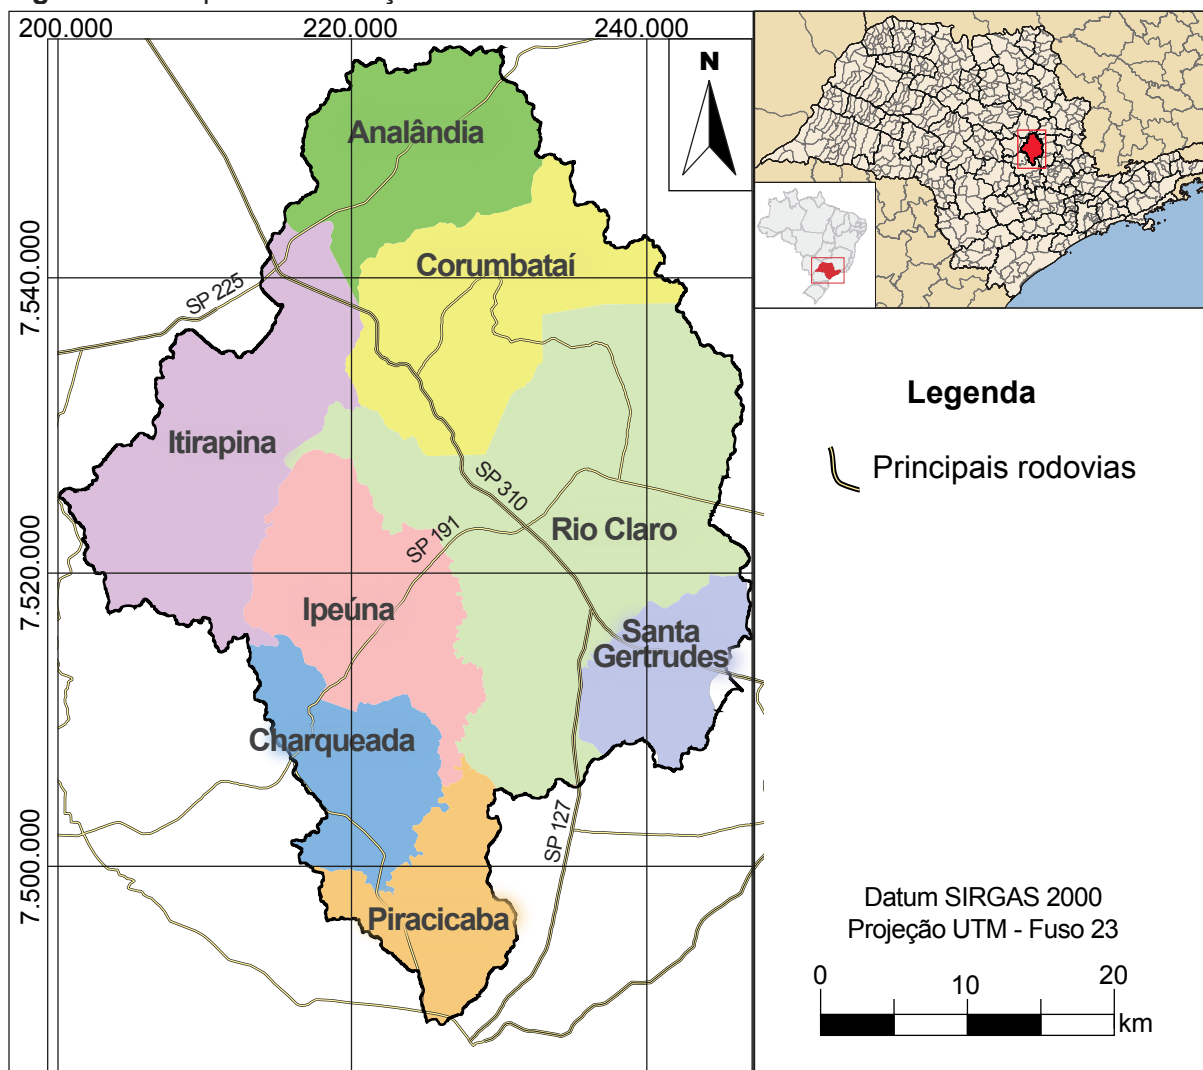 200.000
220.000
240.000
N
Analândia
7.540.000
Corumbataí
SP 225
Itirapina
SP 310
SP 191
Rio Claro
7.520.000
Ipeúna
Santa
Gertrudes
Charqueada
SP 127
7.500.000
Piracicaba
Legenda
Principais rodovias
Datum SIRGAS 2000
Projeção UTM - Fuso 23
0
10
20
km